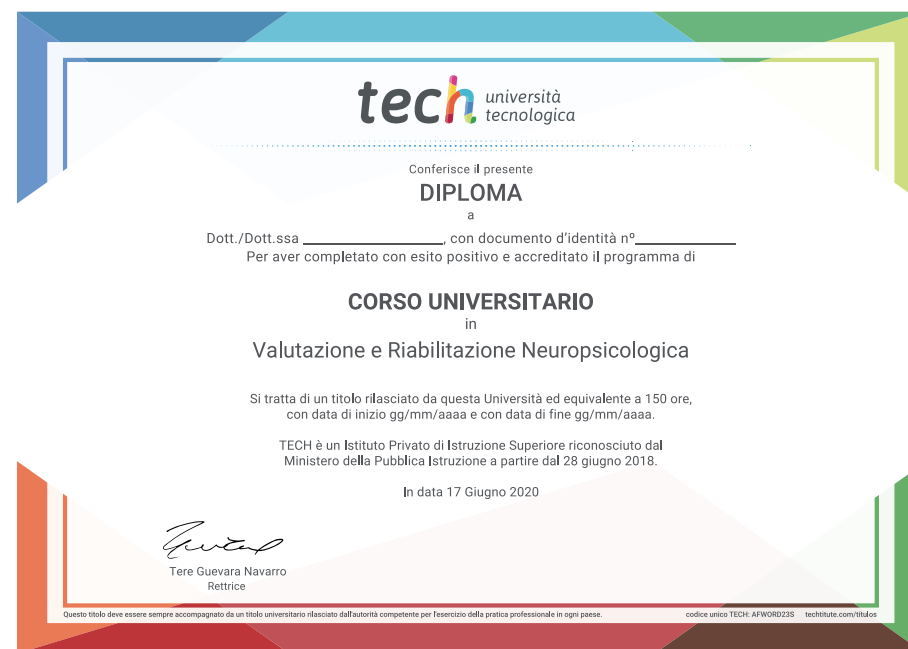 tech università
tecnologica
Conferisce il presente
DIPLOMA
a
Dott./Dott.ssa ____________________, con documento d'identità nº______________
Per aver completato con esito positivo e accreditato il programma di
CORSO UNIVERSITARIO
in
Valutazione e Riabilitazione Neuropsicologica
Si tratta di un titolo rilasciato da questa Università ed equivalente a 150 ore,
con data di inizio gg/mm/aaaa e con data di fine gg/mm/aaaa.
TECH è un Istituto Privato di Istruzione Superiore riconosciuto dal
Ministero della Pubblica Istruzione a partire dal 28 giugno 2018.
In data 17 Giugno 2020
Tere Guevara Navarro
Rettrice
Questo titolo deve essere sempre accompagnato da un titolo universitario rilasciato dall'autorità competente per l'esercizio della pratica professionale in ogni paese. codice unico TECH: AFWORD23S techtitute.com/titulos